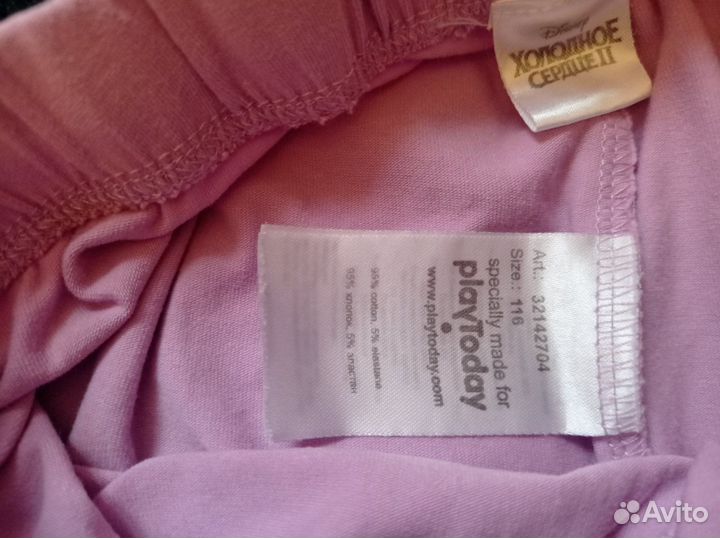 Disney
ХОЛОДНОЕ
СЕРДЦЕ II
Art.: 32142704
Size.: 116
specially made for
playToday
www.playtoday.com
95% cotton, 5% elastane
95% хлопок, 5% эластан
Avito